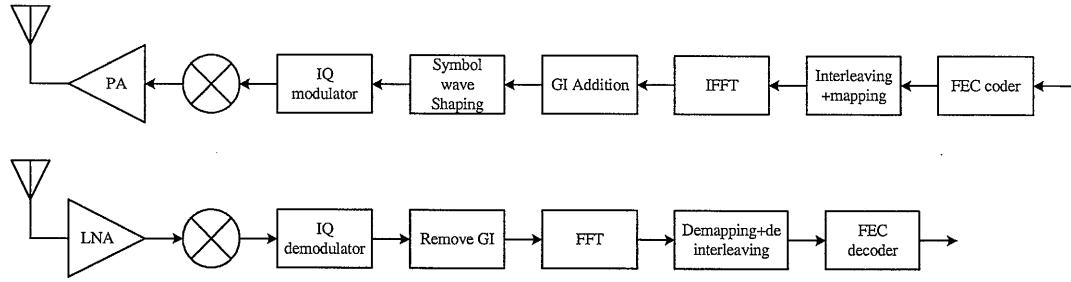 PA
IQ
modulator
Symbol
wave
Shaping
GI Addition
IFFT
Interleaving
+mapping
FEC coder
LNA
IQ
demodulator
Remove GI
FFT
Demapping+de
interleaving
FEC
decoder